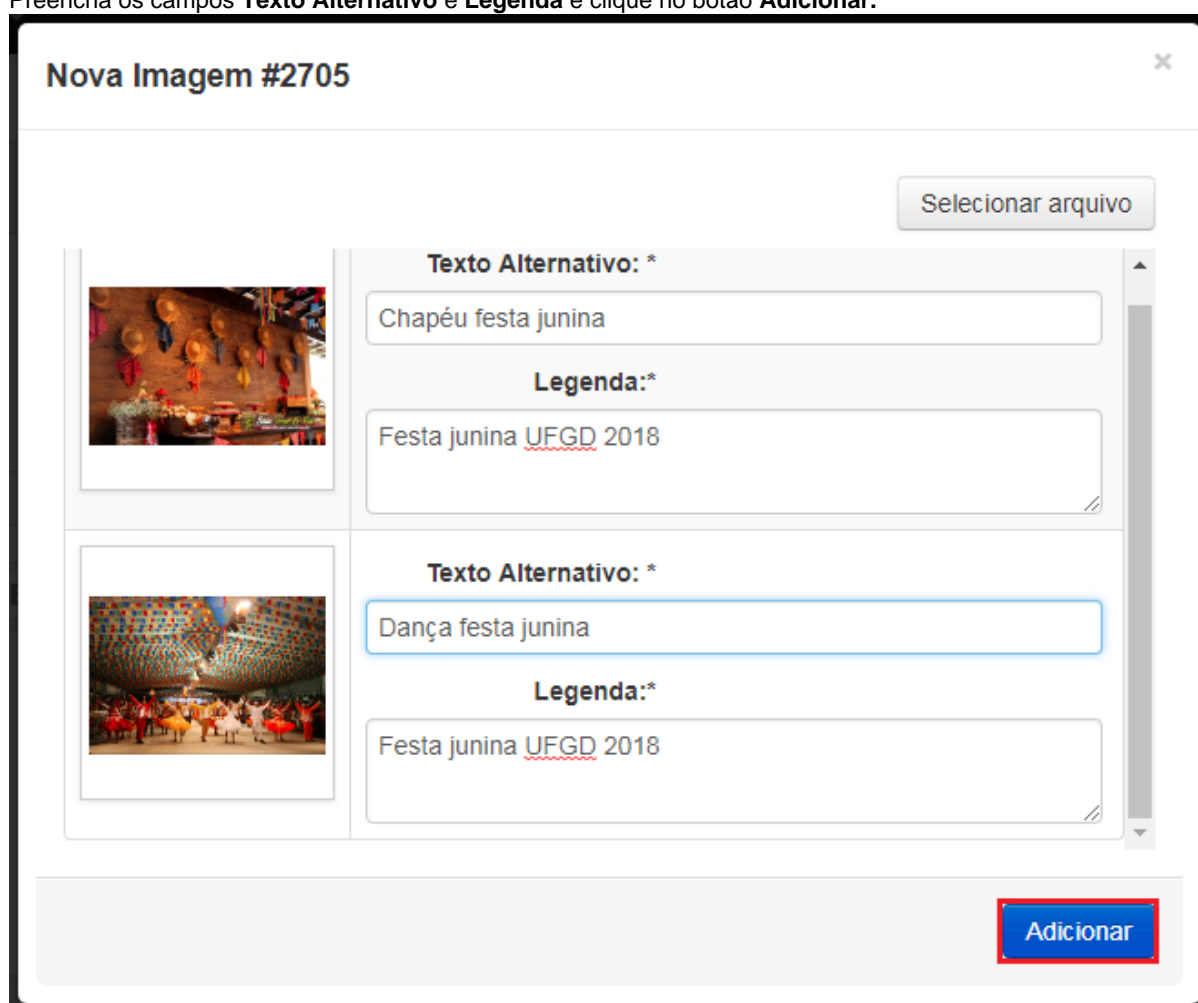 Preencha os campos Texto Alternativo e Legenda e clique no botão Adicionar.
Nova Imagem #2705
×
Selecionar arquivo
Texto Alternativo: *
Chapéu festa junina
Legenda:*
Festa junina UFGD 2018
Texto Alternativo: *
Dança festa junina
Legenda:*
Festa junina UFGD 2018
Adicionar